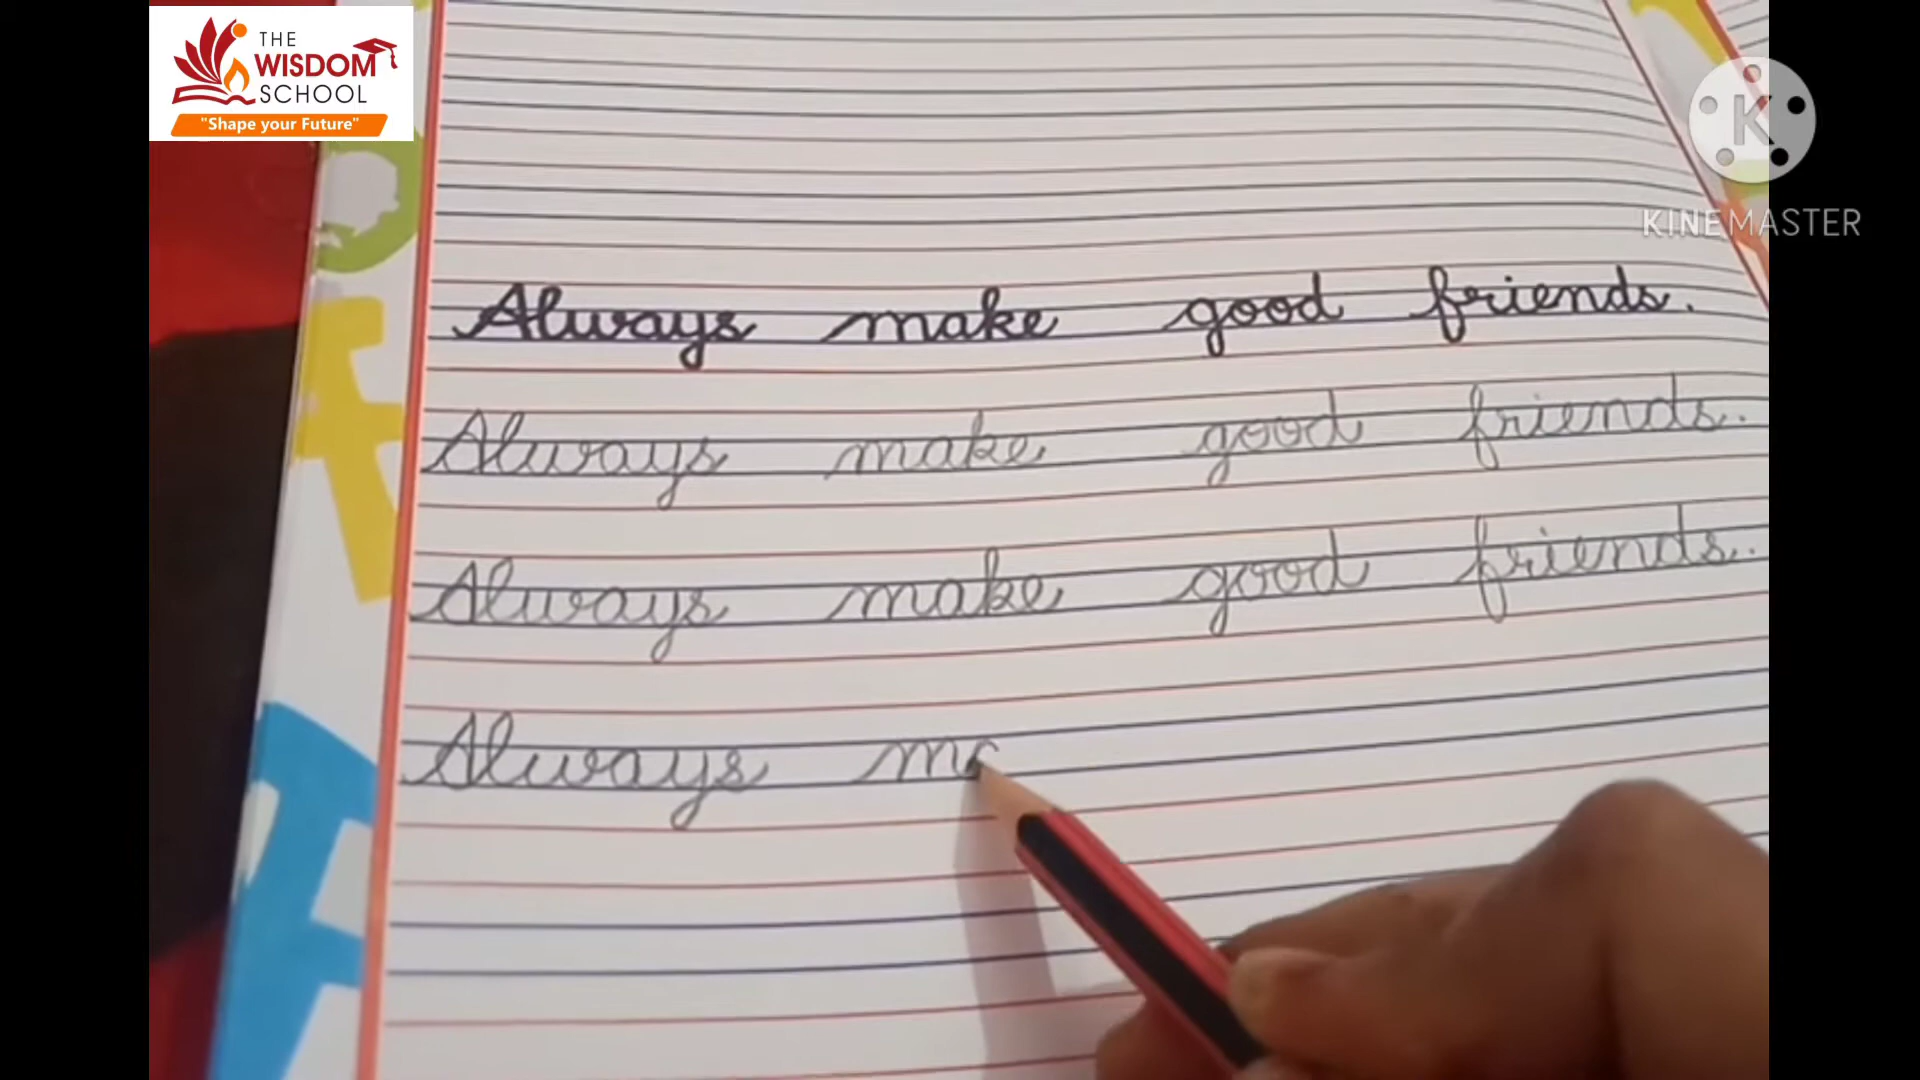 THE
WISDOM
SCHOOL
"Shape your Future"
K
KINEMASTER
Always make good friends.
Always make good friends.
Always make good friends.
Always ma